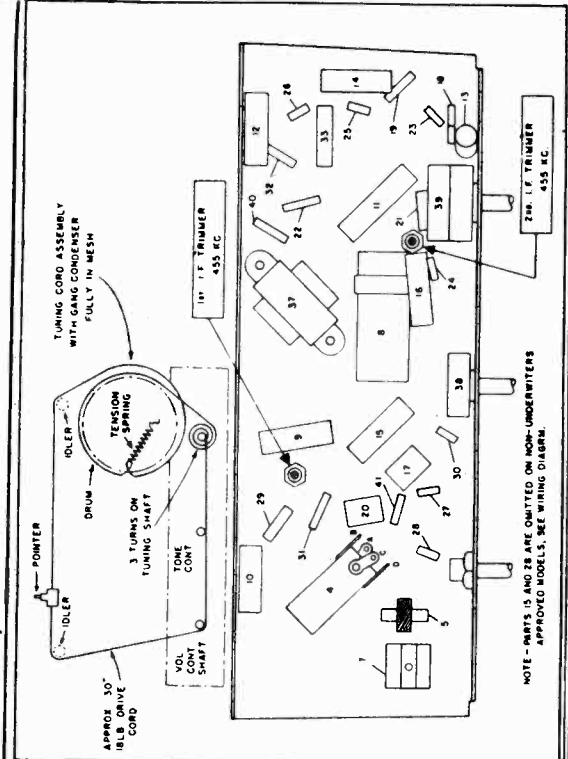 POINTER
IDLER
IDLER
APPROX 30"
18LB DRIVE
CORD
TUNING CORD ASSEMBLY
WITH GANG CONDENSER
FULLY IN MESH
DRUM
TENSION
SPRING
3 TURNS ON
TUNING SHAFT
VOL
CONT
SHAFT
TONE
CONT
1ST I.F. TRIMMER
455 KC.
10
29
9
31
4
B
A
C
D
20
41
17
15
28
27
30
5
7
37
40
32
12
26
33
22
25
14
19
11
8
16
21
24
39
23
18
13
38
2ND. I.F. TRIMMER
455 KC.
NOTE - PARTS 15 AND 28 ARE OMITTED ON NON-UNDERWITERS
APPROVED MODELS, SEE WIRING DIAGRM.